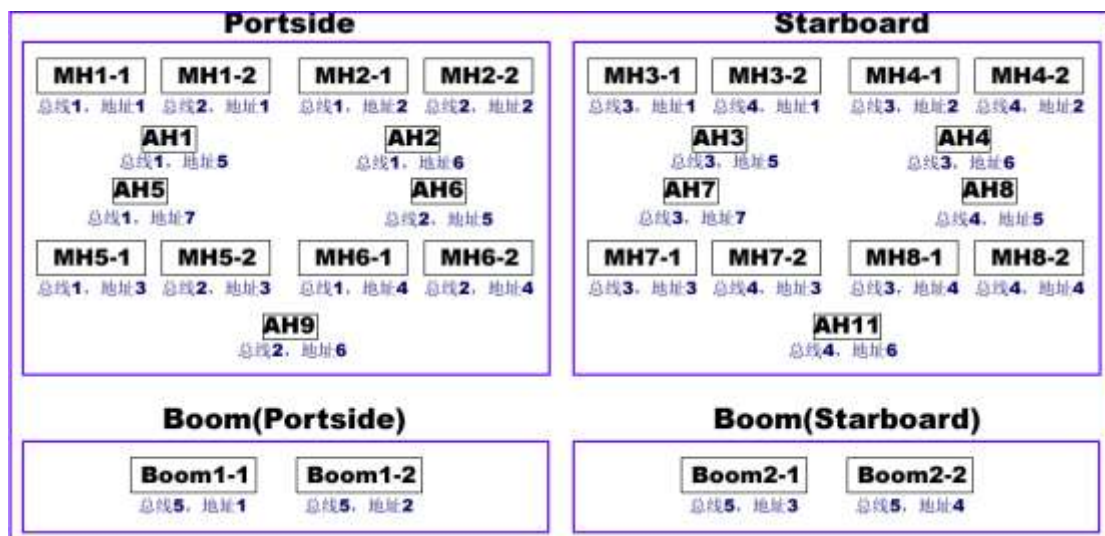 Portside Starboard
MH1-1 MH1-2 MH2-1 MH2-2 MH3-1 MH3-2 MH4-1 MH4-2
总线1，地址1 总线2，地址1 总线1，地址2 总线2，地址2 总线3，地址1 总线4，地址1 总线3，地址2 总线4，地址2
AH1 AH2 AH3 AH4
总线1，地址5 总线1，地址6 总线3，地址5 总线3，地址6
AH5 AH6 AH7 AH8
总线1，地址7 总线2，地址5 总线3，地址7 总线4，地址5
MH5-1 MH5-2 MH6-1 MH6-2 MH7-1 MH7-2 MH8-1 MH8-2
总线1，地址3 总线2，地址3 总线1，地址4 总线2，地址4 总线3，地址3 总线4，地址3 总线3，地址4 总线4，地址4
AH9 AH11
总线2，地址6 总线4，地址6
Boom(Portside) Boom(Starboard)
Boom1-1 Boom1-2 Boom2-1 Boom2-2
总线5，地址1 总线5，地址2 总线5，地址3 总线5，地址4